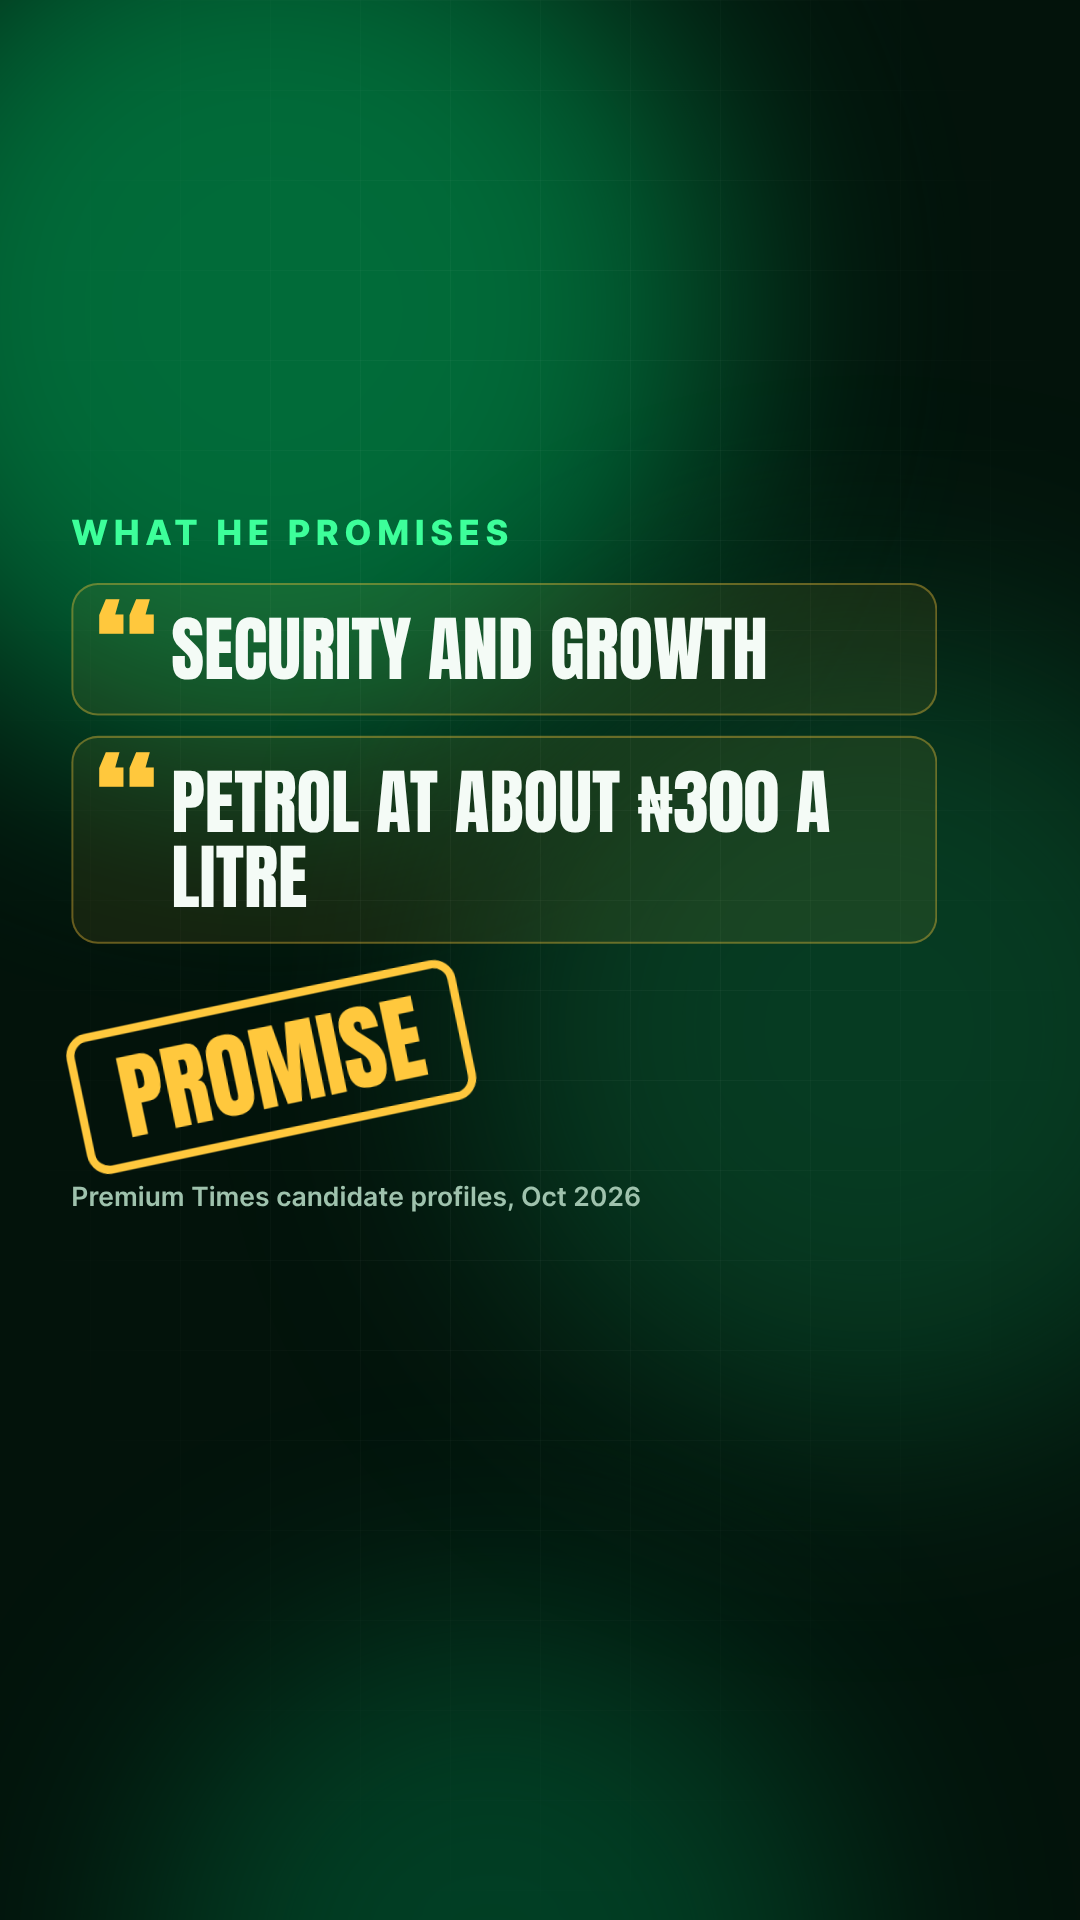 WHAT HE PROMISES
❝ SECURITY AND GROWTH
❝ PETROL AT ABOUT ₦300 A
LITRE
PROMISE
Premium Times candidate profiles, Oct 2026